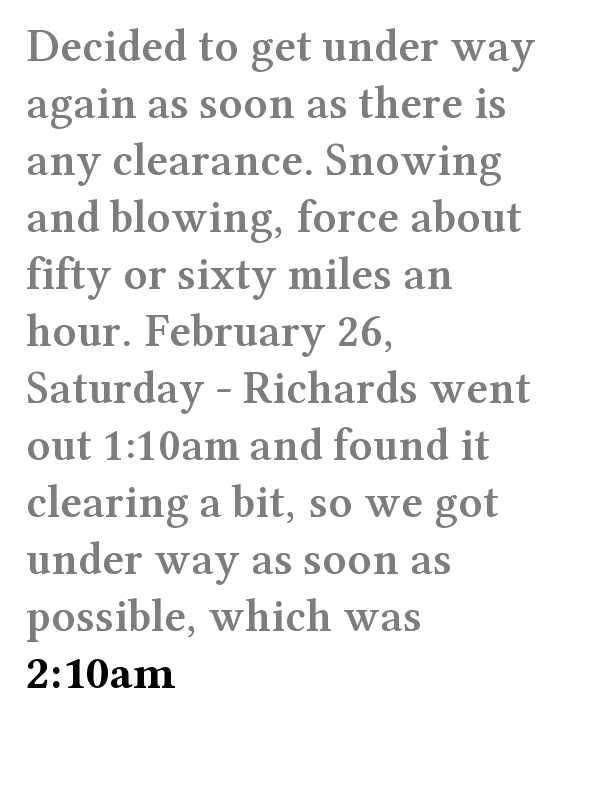 Decided to get under way
again as soon as there is
any clearance. Snowing
and blowing, force about
fifty or sixty miles an
hour. February 26,
Saturday - Richards went
out 1:10am and found it
clearing a bit, so we got
under way as soon as
possible, which was
2:10am